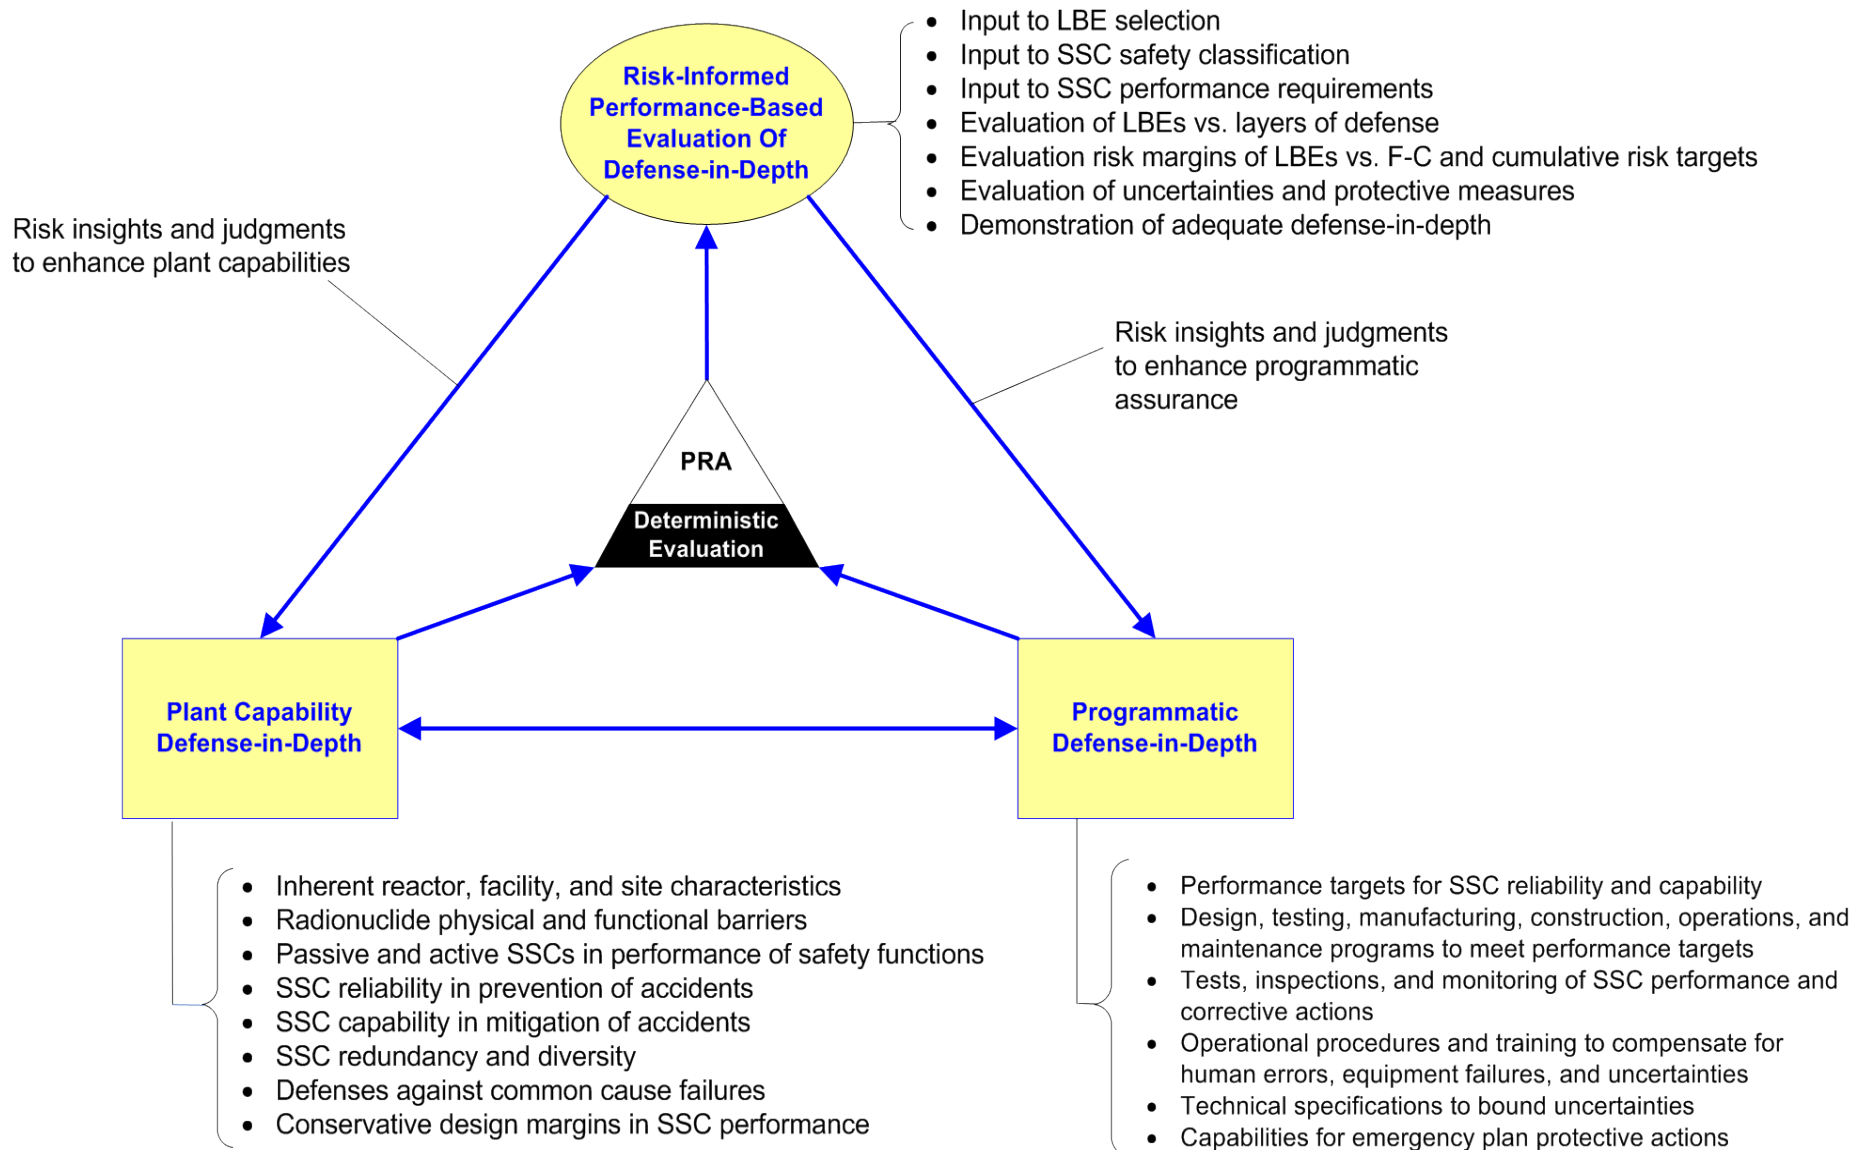 Risk-Informed
Performance-Based
Evaluation Of
Defense-in-Depth
• Input to LBE selection
• Input to SSC safety classification
• Input to SSC performance requirements
• Evaluation of LBEs vs. layers of defense
• Evaluation risk margins of LBEs vs. F-C and cumulative risk targets
• Evaluation of uncertainties and protective measures
• Demonstration of adequate defense-in-depth
Risk insights and judgments
to enhance plant capabilities
Risk insights and judgments
to enhance programmatic
assurance
PRA
Deterministic
Evaluation
Plant Capability
Defense-in-Depth
Programmatic
Defense-in-Depth
• Inherent reactor, facility, and site characteristics
• Radionuclide physical and functional barriers
• Passive and active SSCs in performance of safety functions
• SSC reliability in prevention of accidents
• SSC capability in mitigation of accidents
• SSC redundancy and diversity
• Defenses against common cause failures
• Conservative design margins in SSC performance
• Performance targets for SSC reliability and capability
• Design, testing, manufacturing, construction, operations, and
maintenance programs to meet performance targets
• Tests, inspections, and monitoring of SSC performance and
corrective actions
• Operational procedures and training to compensate for
human errors, equipment failures, and uncertainties
• Technical specifications to bound uncertainties
• Capabilities for emergency plan protective actions